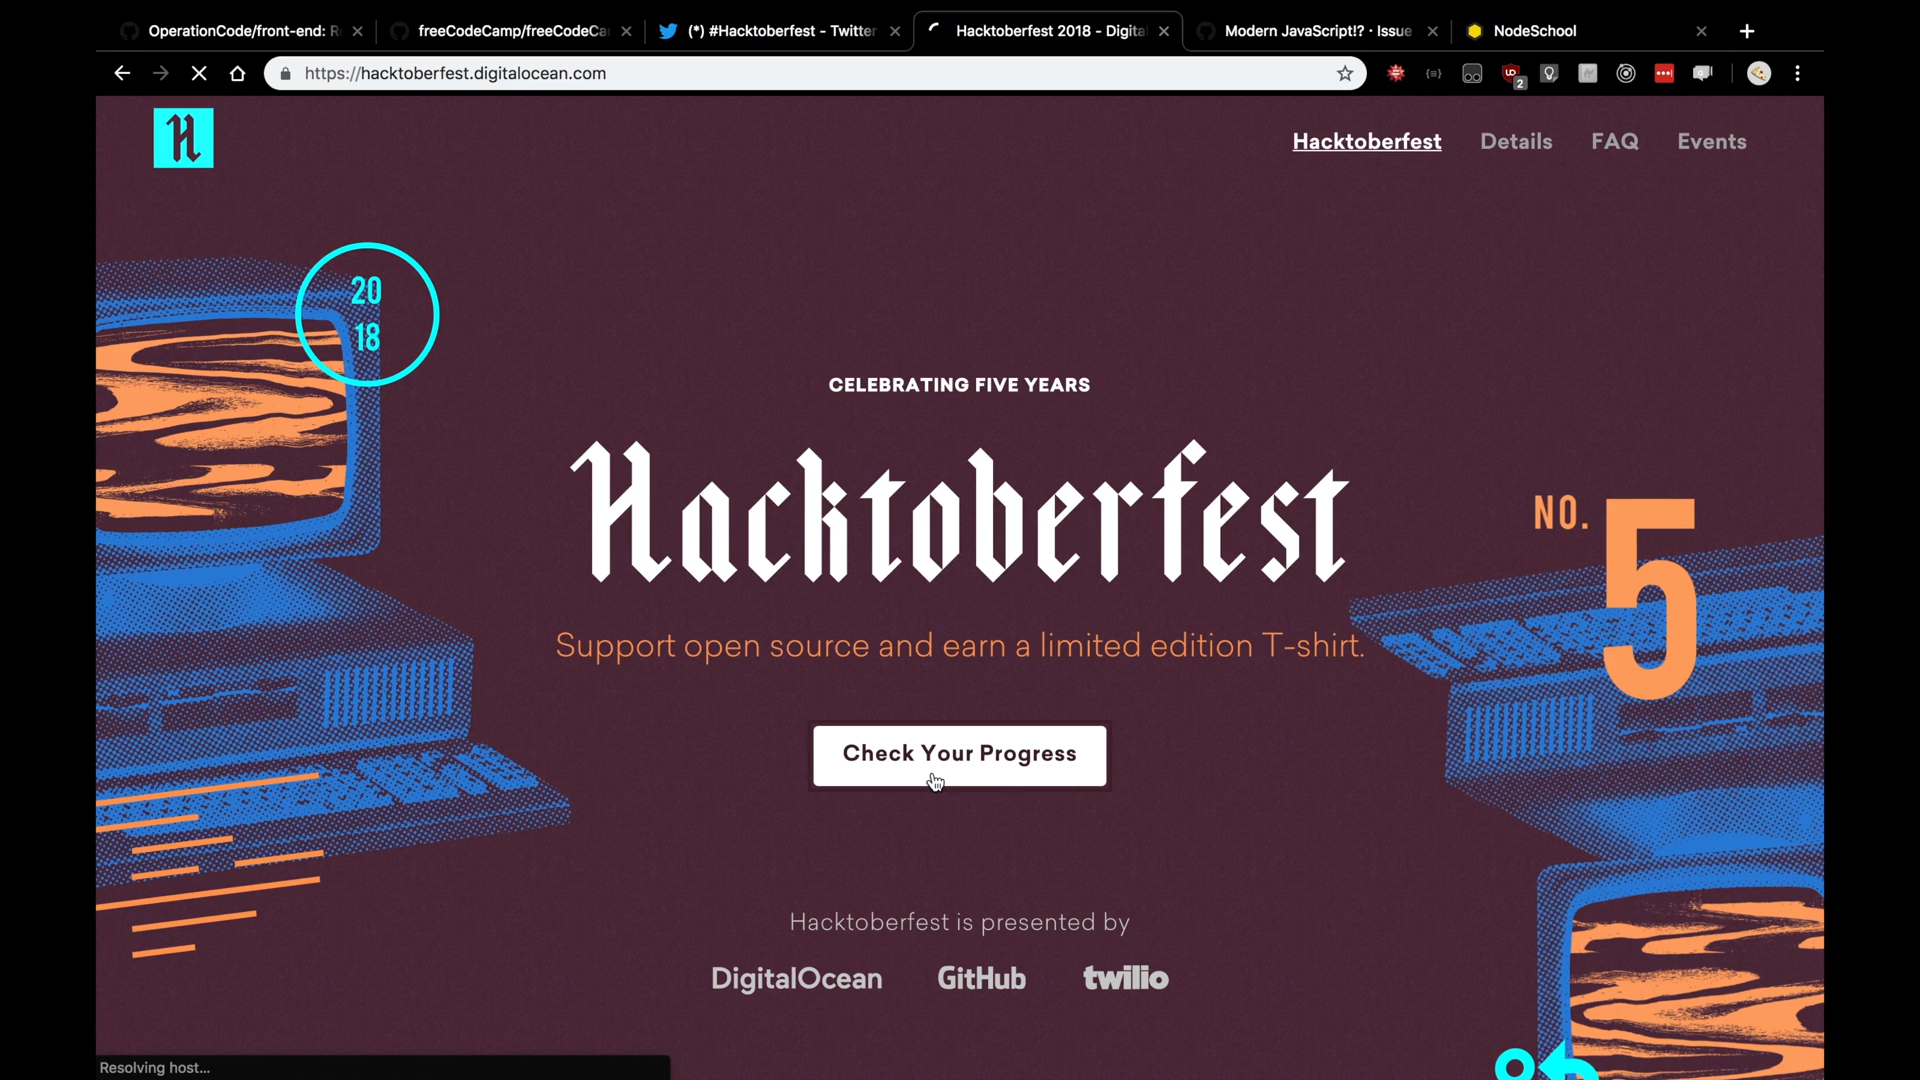 OperationCode/front-end: R
freeCodeCamp/freeCodeCa
(*) #Hacktoberfest - Twitter
Hacktoberfest 2018 - Digita
Modern JavaScript!? · Issue
NodeSchool
https://hacktoberfest.digitalocean.com
2
H
Hacktoberfest
Details
FAQ
Events
20
18
CELEBRATING FIVE YEARS
Hacktoberfest
NO. 5
Support open source and earn a limited edition T-shirt.
Check Your Progress
Hacktoberfest is presented by
DigitalOcean
GitHub
twilio
Resolving host...